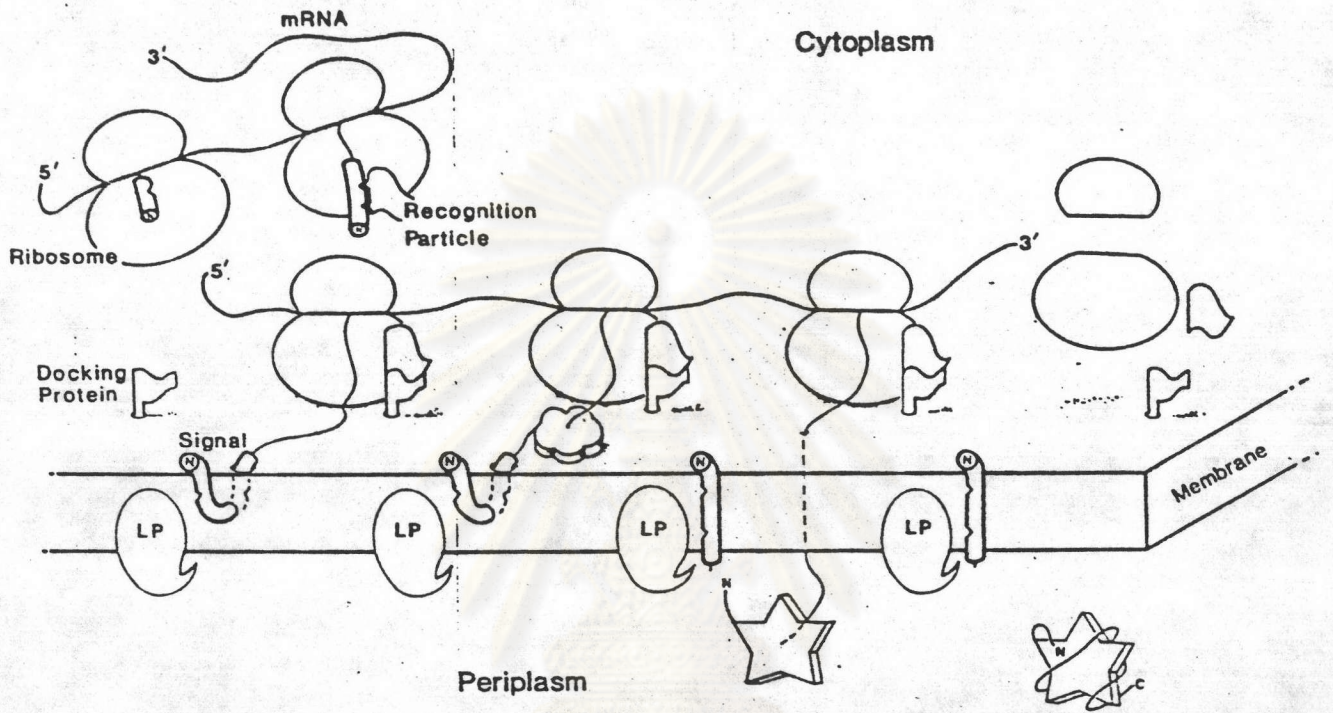 mRNA
3′
Cytoplasm
5′
Recognition
Particle
Ribosome
5′
3′
Docking
Protein
Signal
N
N
N
N
Membrane
LP
LP
LP
LP
N
N
C
Periplasm